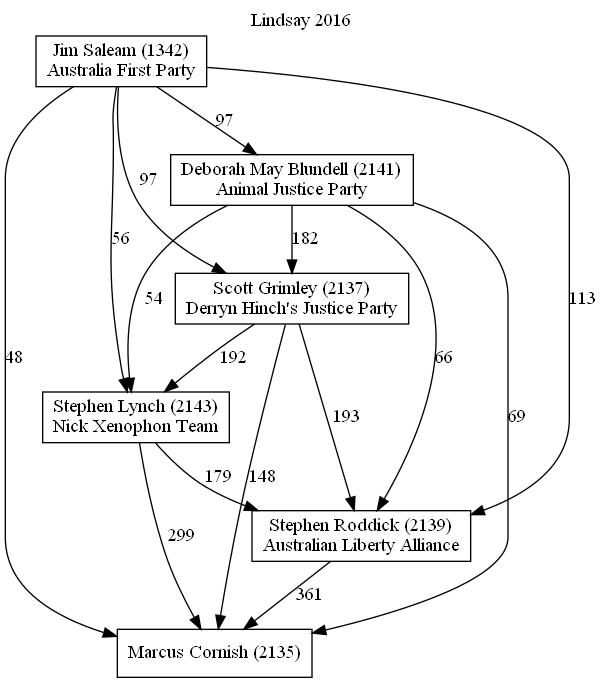 Lindsay 2016
Jim Saleam (1342)
Australia First Party
97
Deborah May Blundell (2141)
Animal Justice Party
97
56
182
54
Scott Grimley (2137)
Derryn Hinch's Justice Party
113
48
192
66
Stephen Lynch (2143)
Nick Xenophon Team
193
69
179
148
Stephen Roddick (2139)
Australian Liberty Alliance
299
361
Marcus Cornish (2135)